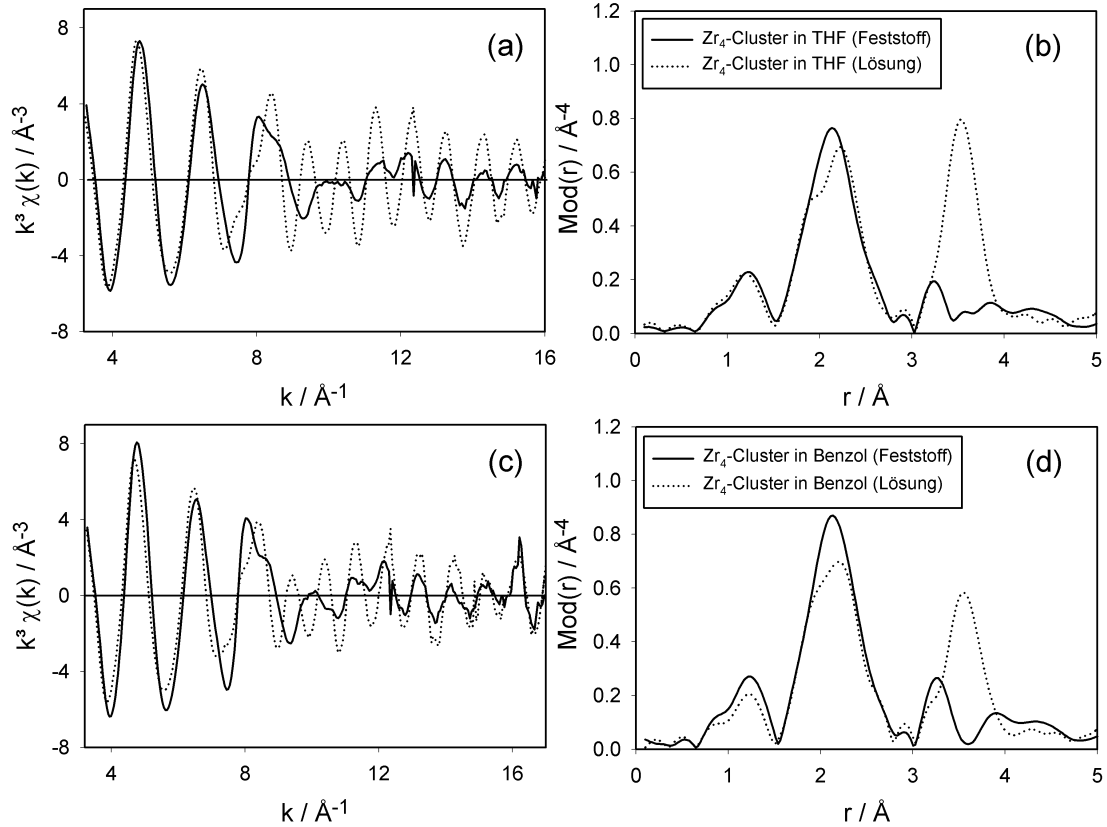 8
4
0
-4
-8
4
8
12
16
k³ χ(k) / Å-3
k / Å-1
(a)
1.2
1.0
0.8
0.6
0.4
0.2
0.0
0
1
2
3
4
5
Mod(r) / Å-4
r / Å
Zr4-Cluster in THF (Feststoff)
Zr4-Cluster in THF (Lösung)
(b)
8
4
0
-4
-8
4
8
12
16
k³ χ(k) / Å-3
k / Å-1
(c)
1.2
1.0
0.8
0.6
0.4
0.2
0.0
0
1
2
3
4
5
Mod(r) / Å-4
r / Å
Zr4-Cluster in Benzol (Feststoff)
Zr4-Cluster in Benzol (Lösung)
(d)